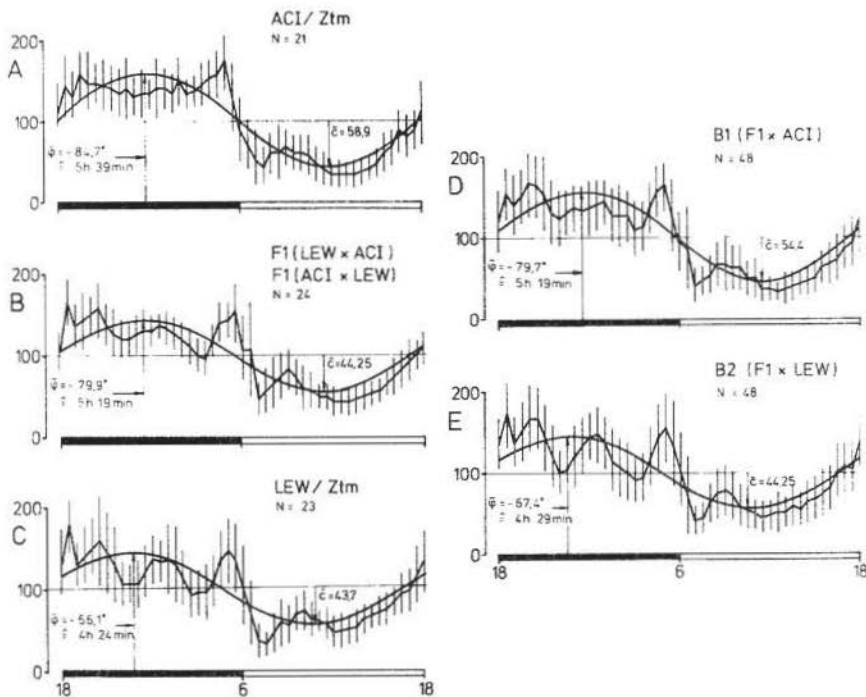 ACI/Ztm
N = 21
200
A
100
c̄=58,9
φ̄=-84,7°
≙ 5h 39min
0
F1(LEW×ACI)
F1(ACI×LEW)
N = 24
200
B
100
c̄=44,25
φ̄=-79,9°
≙ 5h 19min
0
LEW/Ztm
N = 23
200
C
100
c̄=43,7
≙ 4h 24min
0
18
6
18
B1(F1×ACI)
N = 48
200
D
100
c̄=54,4
φ̄=-79,7°
≙ 5h 19min
0
B2 (F1×LEW)
N = 48
200
E
100
c̄=44,25
φ̄=-67,4°
≙ 4h 29min
0
18
6
18